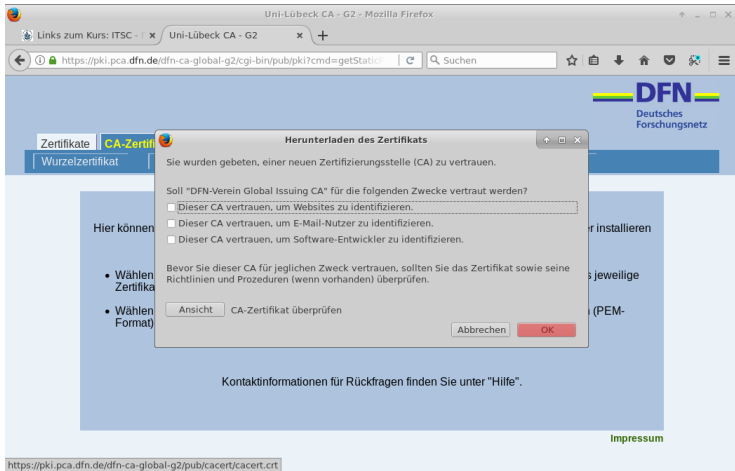 Uni-Lübeck CA - G2 - Mozilla Firefox
Links zum Kurs: ITSC -
Uni-Lübeck CA - G2
https://pki.pca.dfn.de/dfn-ca-global-g2/cgi-bin/pub/pki?cmd=getStatic
Suchen
DFN
Deutsches
Forschungsnetz
Zertifikate
CA-Zertifi
Wurzelzertifikat
Herunterladen des Zertifikats
Sie wurden gebeten, einer neuen Zertifizierungsstelle (CA) zu vertrauen.
Soll "DFN-Verein Global Issuing CA" für die folgenden Zwecke vertraut werden?
Dieser CA vertrauen, um Websites zu identifizieren.
Dieser CA vertrauen, um E-Mail-Nutzer zu identifizieren.
Dieser CA vertrauen, um Software-Entwickler zu identifizieren.
Bevor Sie dieser CA für jeglichen Zweck vertrauen, sollten Sie das Zertifikat sowie seine
Richtlinien und Prozeduren (wenn vorhanden) überprüfen.
Ansicht CA-Zertifikat überprüfen
Abbrechen OK
Hier können
r installieren
Wählen
s jeweilige
Zertifika
Wählen
(PEM-
Format)
Kontaktinformationen für Rückfragen finden Sie unter "Hilfe".
Impressum
https://pki.pca.dfn.de/dfn-ca-global-g2/pub/cacert/cacert.crt